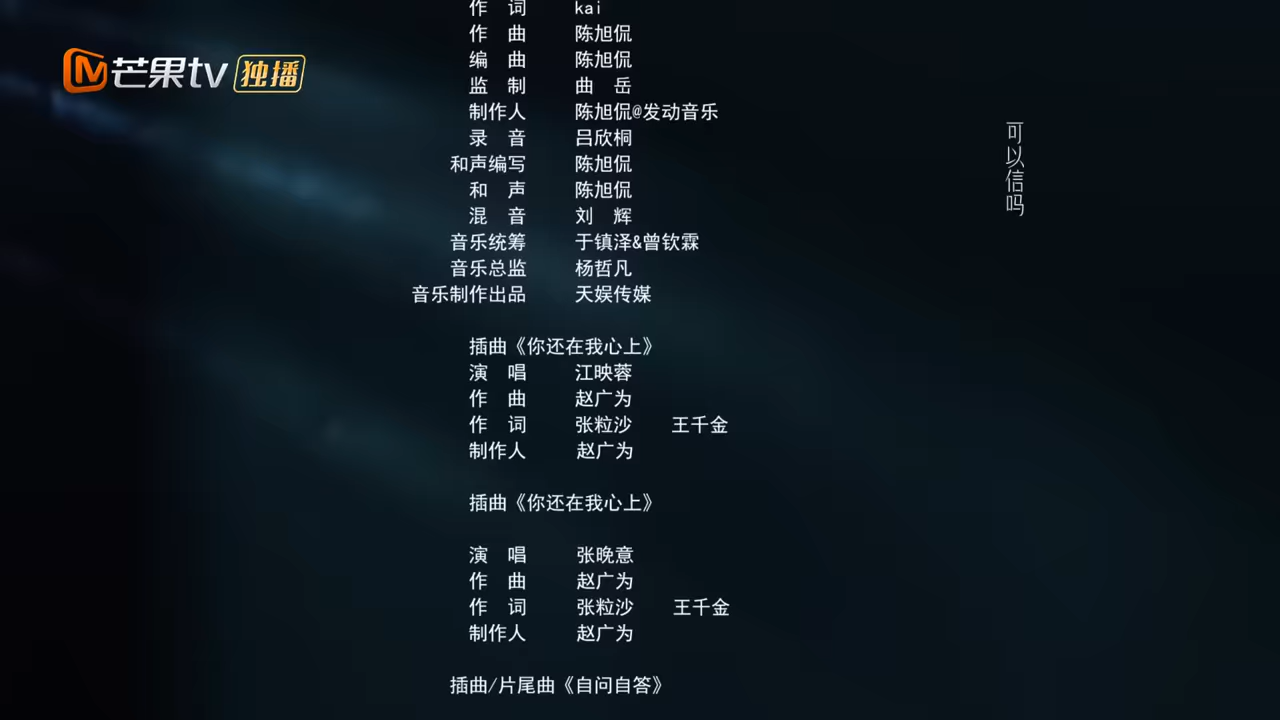 芒果tv 独播
作 词 kai
作 曲 陈旭侃
编 曲 陈旭侃
监 制 曲 岳
制作人 陈旭侃@发动音乐
录 音 吕欣桐
和声编写 陈旭侃
和 声 陈旭侃
混 音 刘 辉
音乐统筹 于镇泽&曾钦霖
音乐总监 杨哲凡
音乐制作出品 天娱传媒
插曲《你还在我心上》
演 唱 江映蓉
作 曲 赵广为
作 词 张粒沙 王千金
制作人 赵广为
插曲《你还在我心上》
演 唱 张晚意
作 曲 赵广为
作 词 张粒沙 王千金
制作人 赵广为
插曲/片尾曲《自问自答》
可以信吗